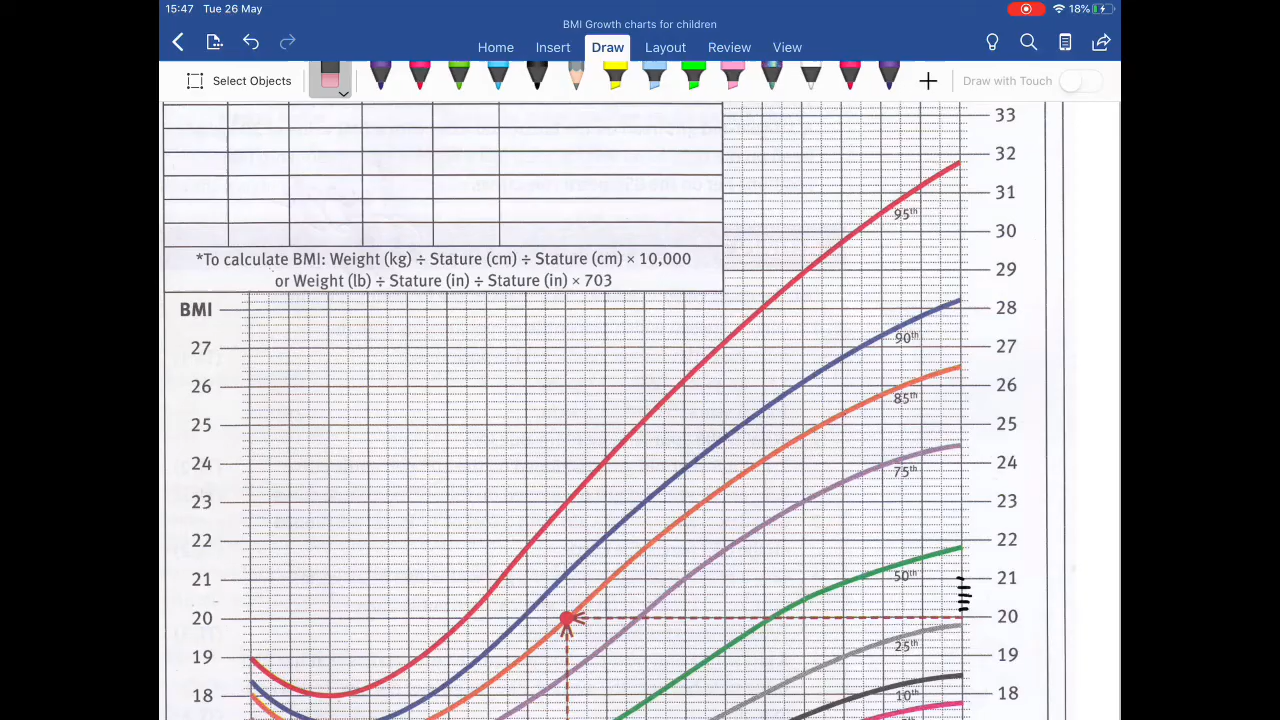 15:47 Tue 26 May 18%
BMI Growth charts for children
Home Insert Draw Layout Review View
Select Objects Draw with Touch
33
32
31
95th
30
*To calculate BMI: Weight (kg) ÷ Stature (cm) ÷ Stature (cm) × 10,000
or Weight (lb) ÷ Stature (in) ÷ Stature (in) × 703
29
BMI 28
90th
27 27
26 26
85th
25 25
24 24
75th
23 23
22 22
50th
21 21
20 20
25th
19 19
18 18
10th